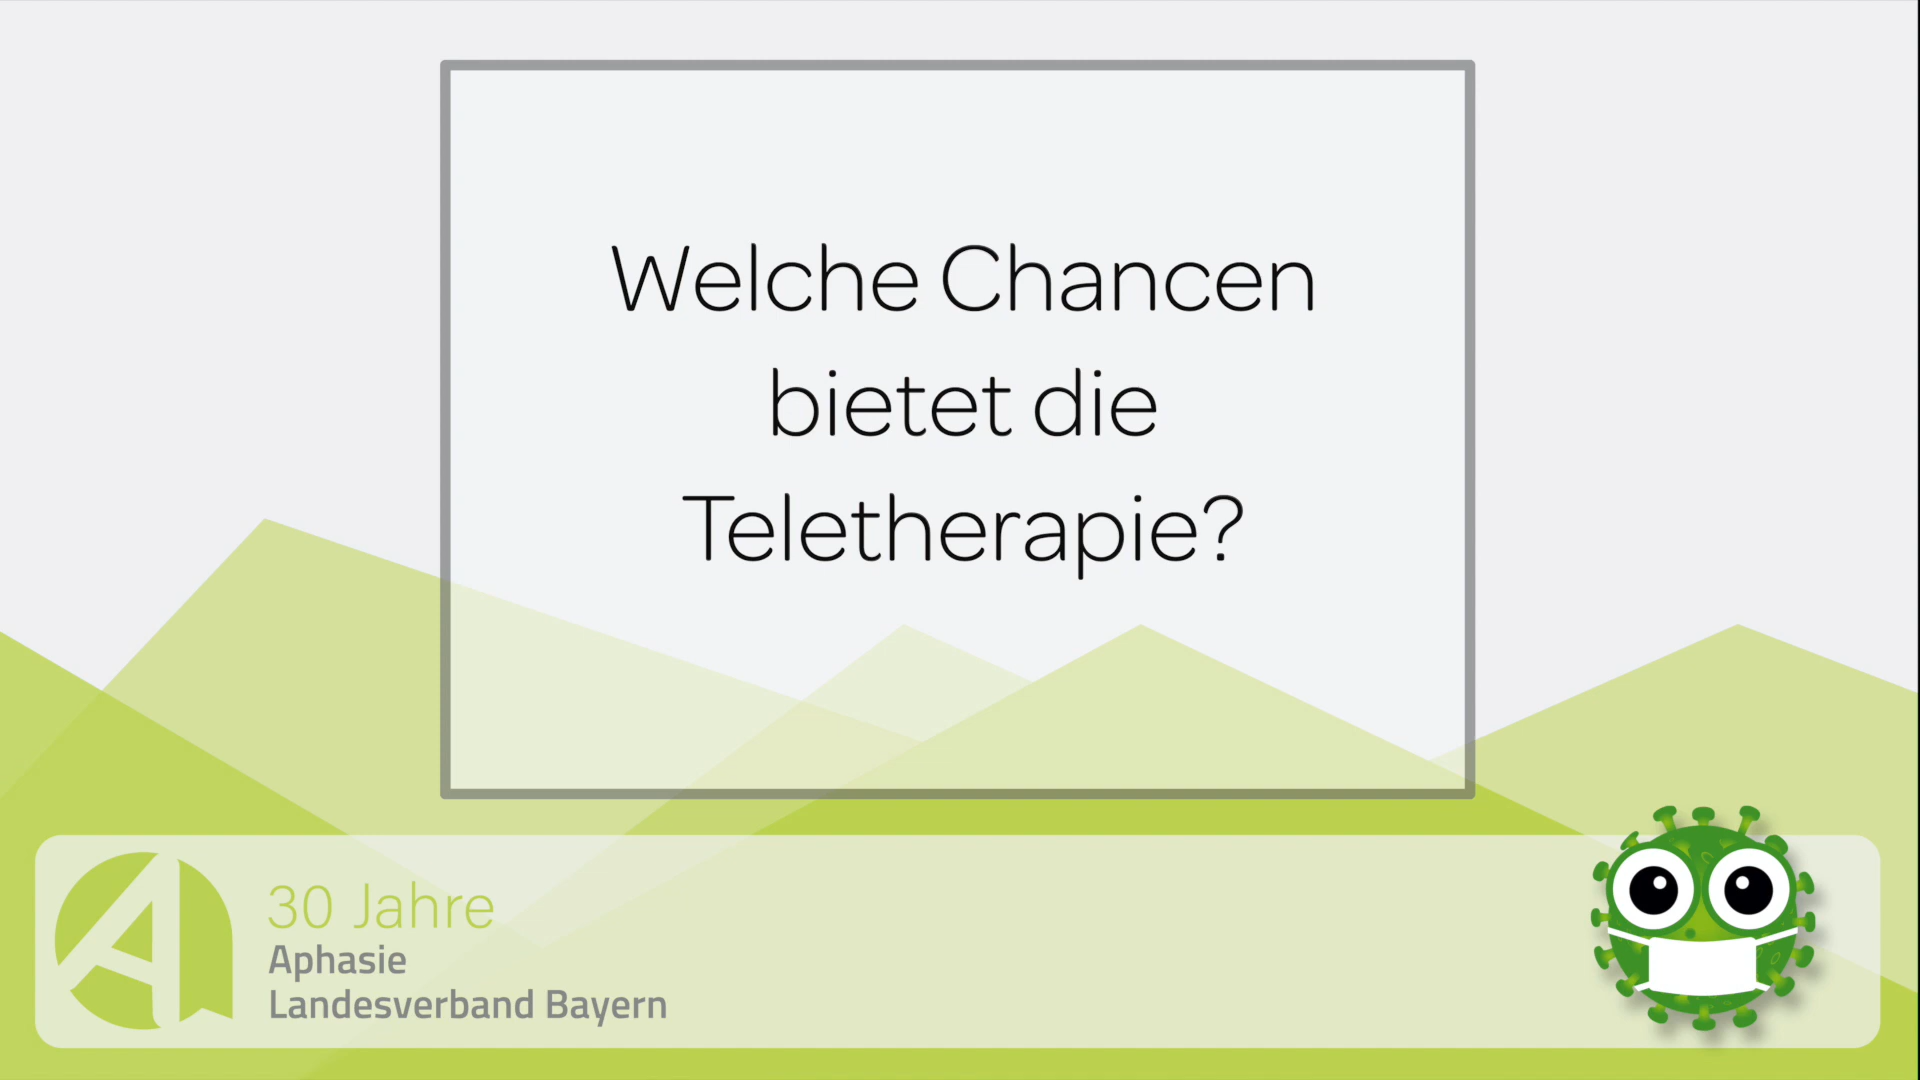 Welche Chancen
bietet die
Teletherapie?
30 Jahre
Aphasie
Landesverband Bayern